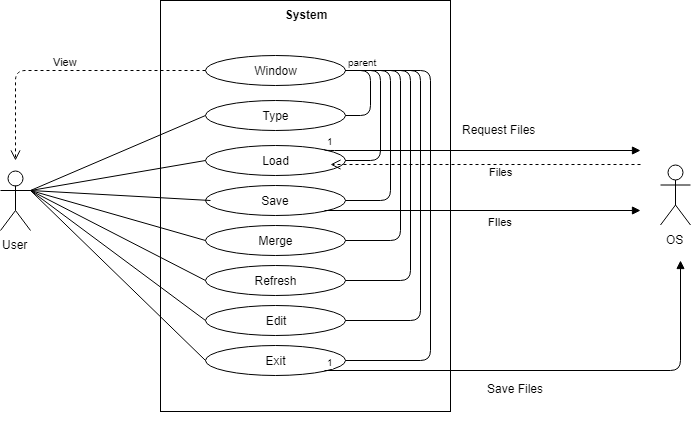 System
View
Window
parent
Type
1
Request Files
Load
Files
Save
FIles
User
OS
Merge
Refresh
Edit
Exit
1
Save Files